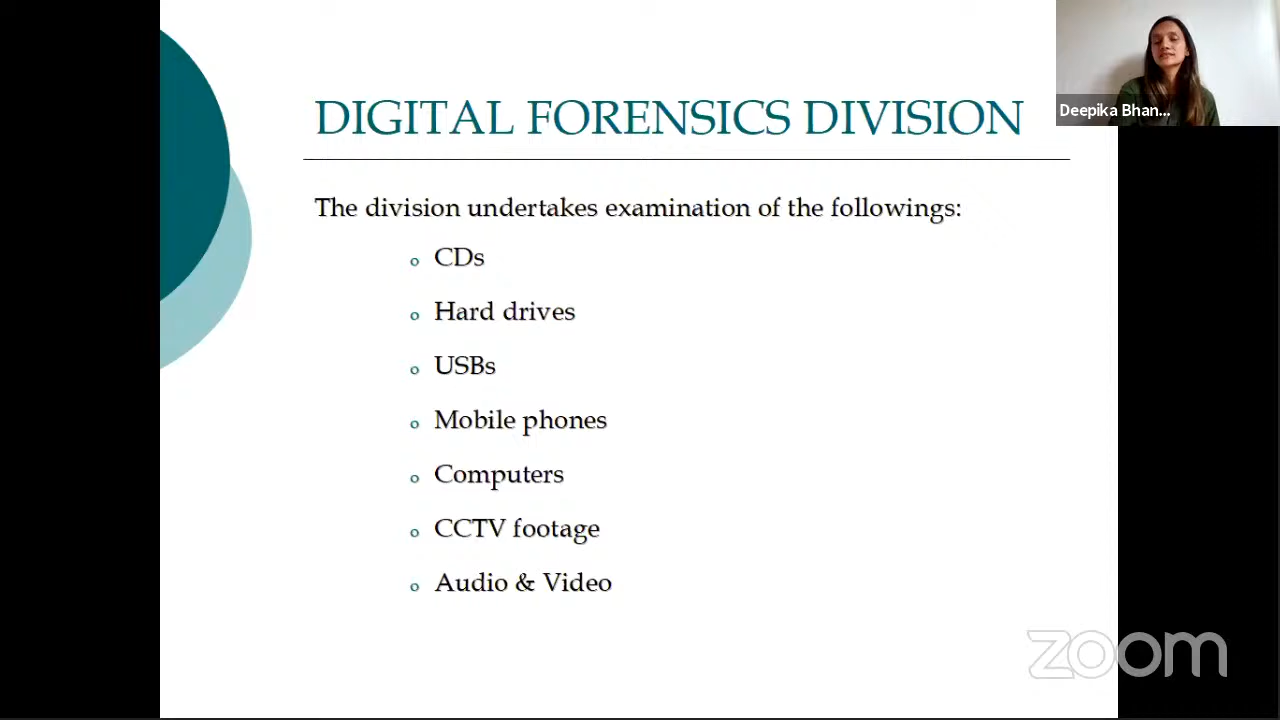 DIGITAL FORENSICS DIVISION
Deepika Bhan...
The division undertakes examination of the followings:
o CDs
o Hard drives
o USBs
o Mobile phones
o Computers
o CCTV footage
o Audio & Video
zoom